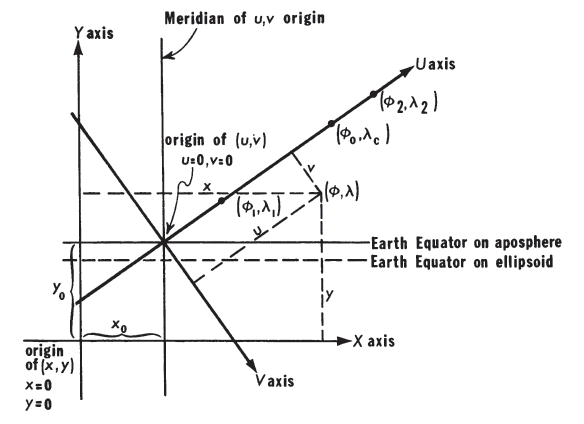 Meridian of u,v origin
Y axis
U axis
(ϕ₂,λ₂)
(ϕ₀,λc)
origin of (u,v)
u=0,v=0
v
x
(ϕ,λ)
(ϕ₁,λ₁)
u
Earth Equator on aposphere
Earth Equator on ellipsoid
y₀
y
x₀
X axis
origin
of (x,y)
x=0
y=0
V axis